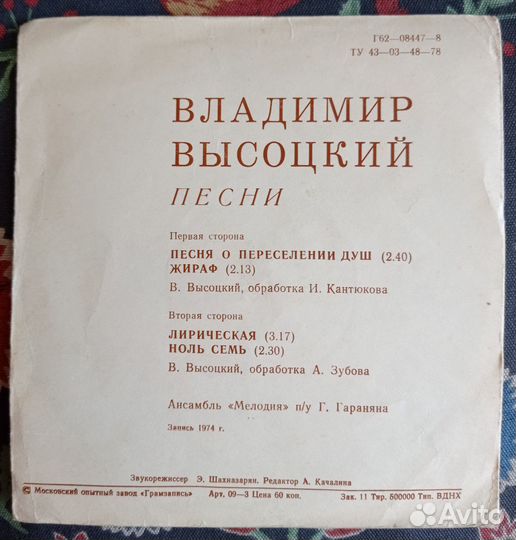 Г62—08447—8
ТУ 43—03—48—78
ВЛАДИМИР
ВЫСОЦКИЙ
ПЕСНИ
Первая сторона
ПЕСНЯ О ПЕРЕСЕЛЕНИИ ДУШ (2.40)
ЖИРАФ (2.13)
В. Высоцкий, обработка И. Кантюкова
Вторая сторона
ЛИРИЧЕСКАЯ (3.17)
НОЛЬ СЕМЬ (2.30)
В. Высоцкий, обработка А. Зубова
Ансамбль «Мелодия» п/у Г. Гараняна
Запись 1974 г.
Звукорежиссер Э. Шахназарян. Редактор А. Качалина
© Московский опытный завод «Грамзапись» Арт. 09—3 Цена 60 коп. Зак. 11 Тир. 500000 Тип. ВДНХ
Avito